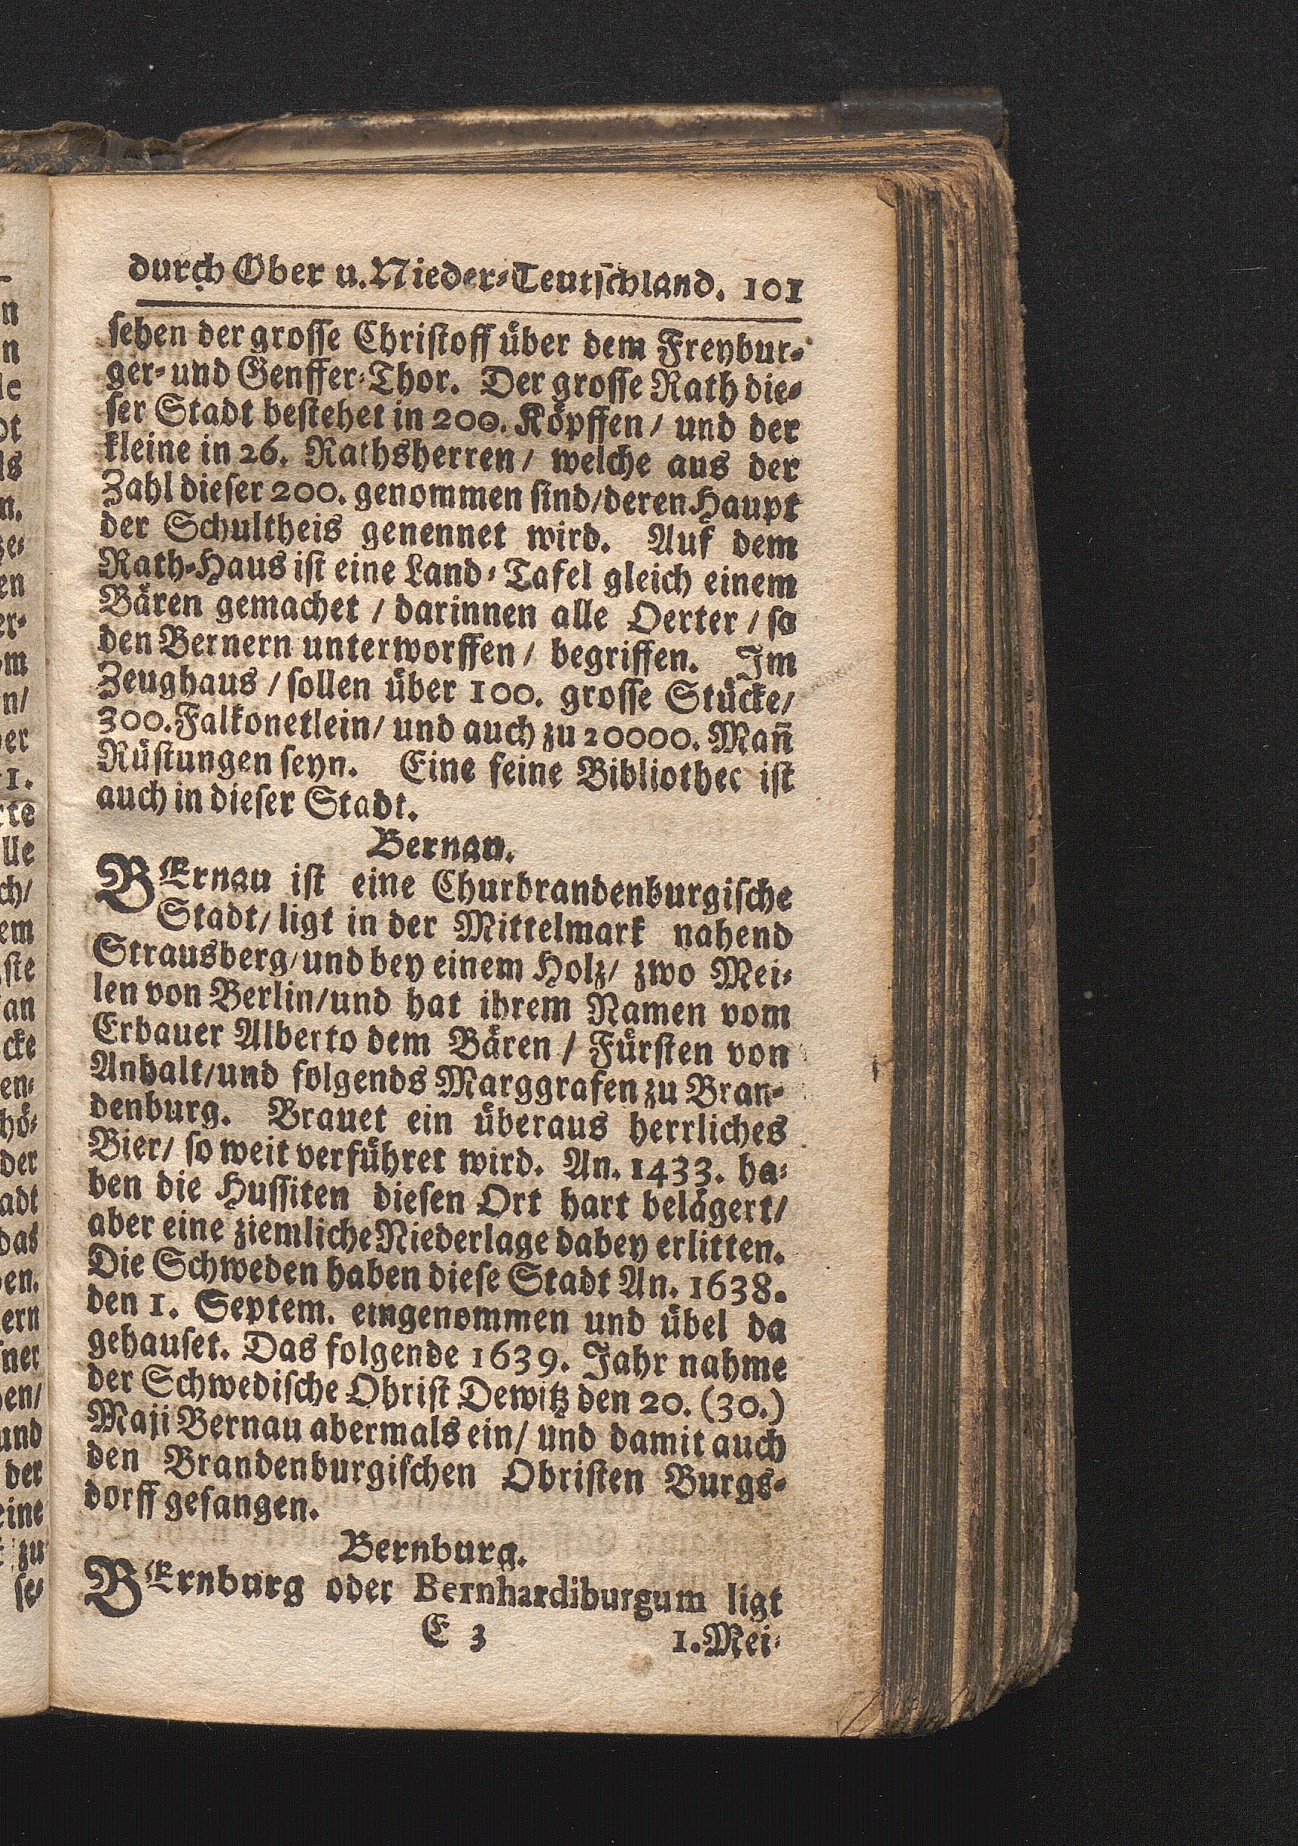 durch Ober u. Nieder-Teutschland. 101
sehen der grosse Christoff über dem Freybur-
ger- und Genffer-Thor. Der grosse Rath die-
ser Stadt bestehet in 200. Köpffen / und der
kleine in 26. Rathsherren / welche aus der
Zahl dieser 200. genommen sind / deren Haupt
der Schultheis genennet wird. Auf dem
Rath-Haus ist eine Land-Tafel gleich einem
Bären gemachet / darinnen alle Oerter / so
den Bernern unterworffen / begriffen. Im
Zeughaus / sollen über 100. grosse Stücke /
300. Falkonetlein / und auch zu 20000. Mañ
Rüstungen seyn. Eine feine Bibliothec ist
auch in dieser Stadt.
Bernau.
BErnau ist eine Churbrandenburgische
Stadt / ligt in der Mittelmark nahend
Strausberg / und bey einem Holz / zwo Mei-
len von Berlin / und hat ihrem Namen vom
Erbauer Alberto dem Bären / Fürsten von
Anhalt / und folgends Marggrafen zu Bran-
denburg. Brauet ein überaus herrliches
Bier / so weit verführet wird. An. 1433. ha-
ben die Hussiten diesen Ort hart belägert /
aber eine ziemliche Niederlage dabey erlitten.
Die Schweden haben diese Stadt An. 1638.
den 1. Septem. eingenommen und übel da
gehauset. Das folgende 1639. Jahr nahme
der Schwedische Obrist Dewitz den 20. (30.)
Maji Bernau abermals ein / und damit auch
den Brandenburgischen Obristen Burgs-
dorff gefangen.
Bernburg.
BErnburg oder Bernhardiburgum ligt
E 3 1. Mei-